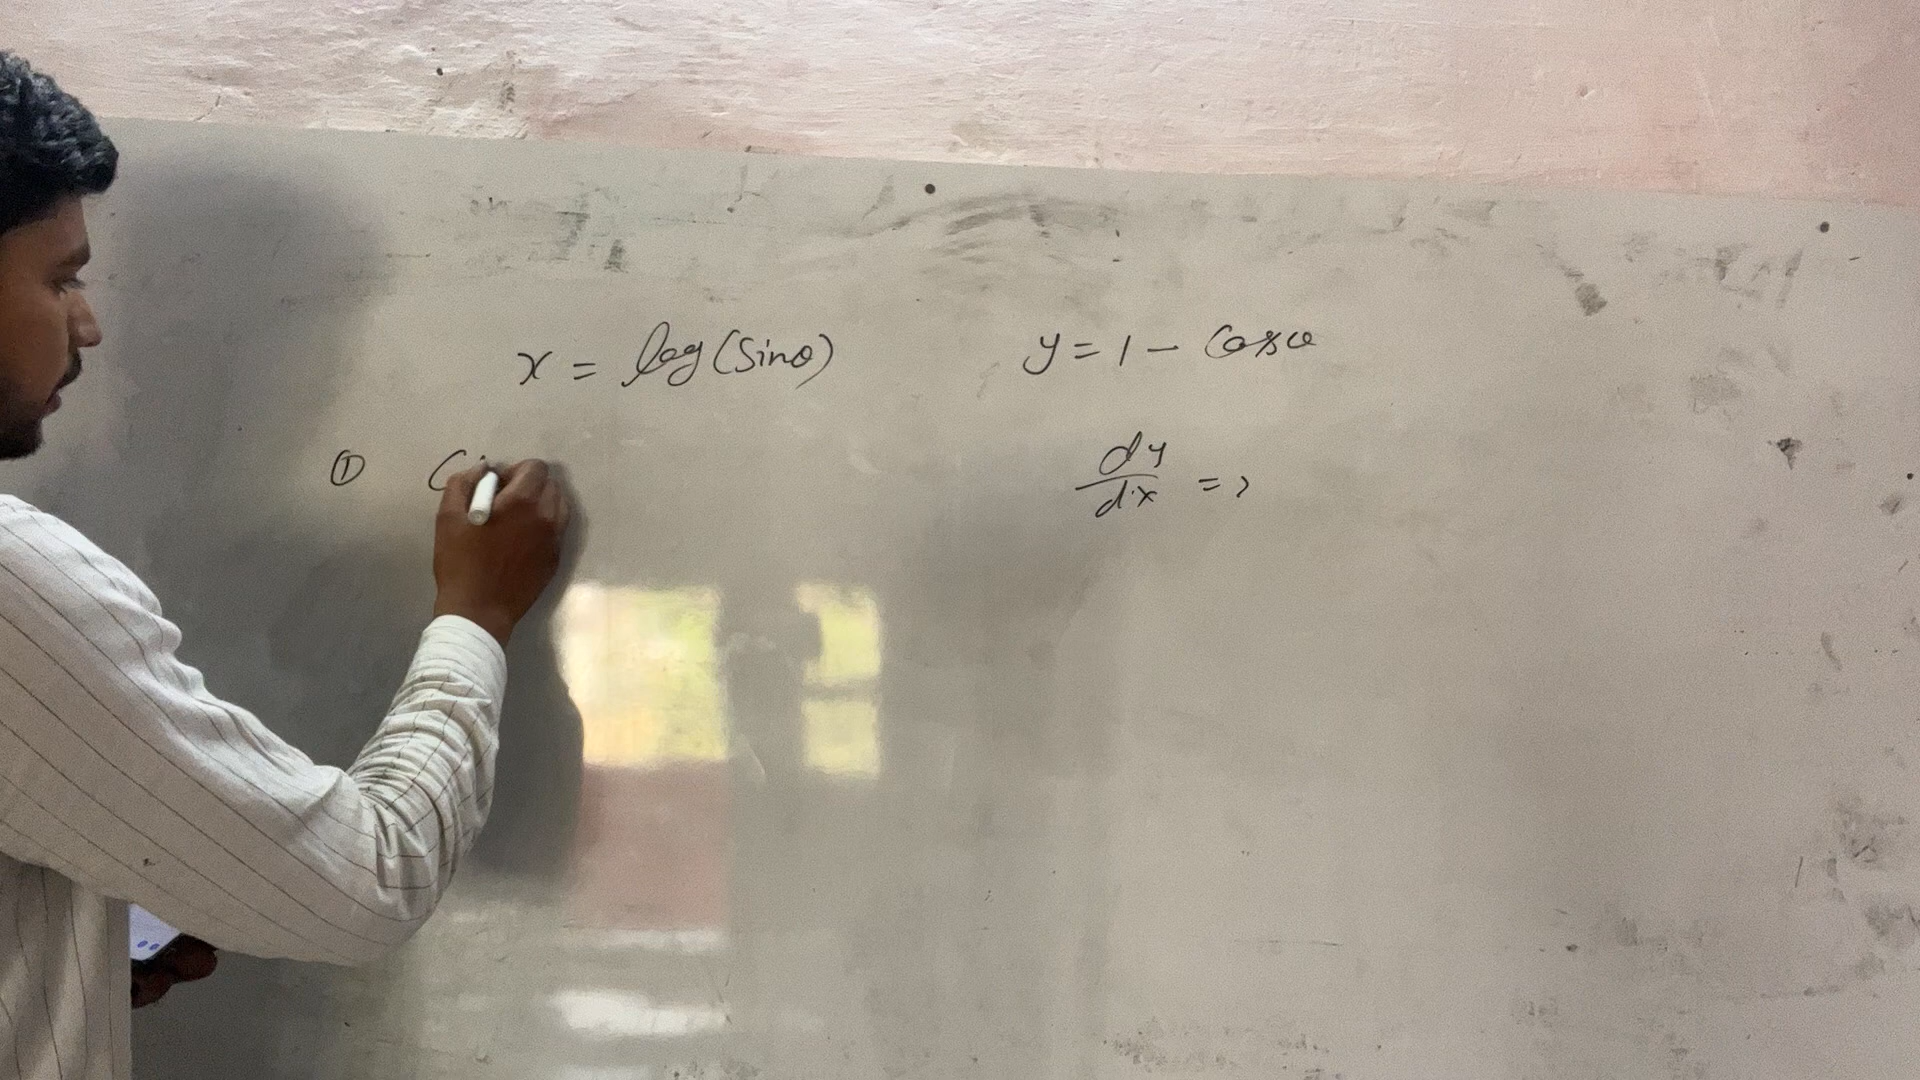 x = log(Sinθ) y = 1 - Cosθ
dy/dx = ?
① (